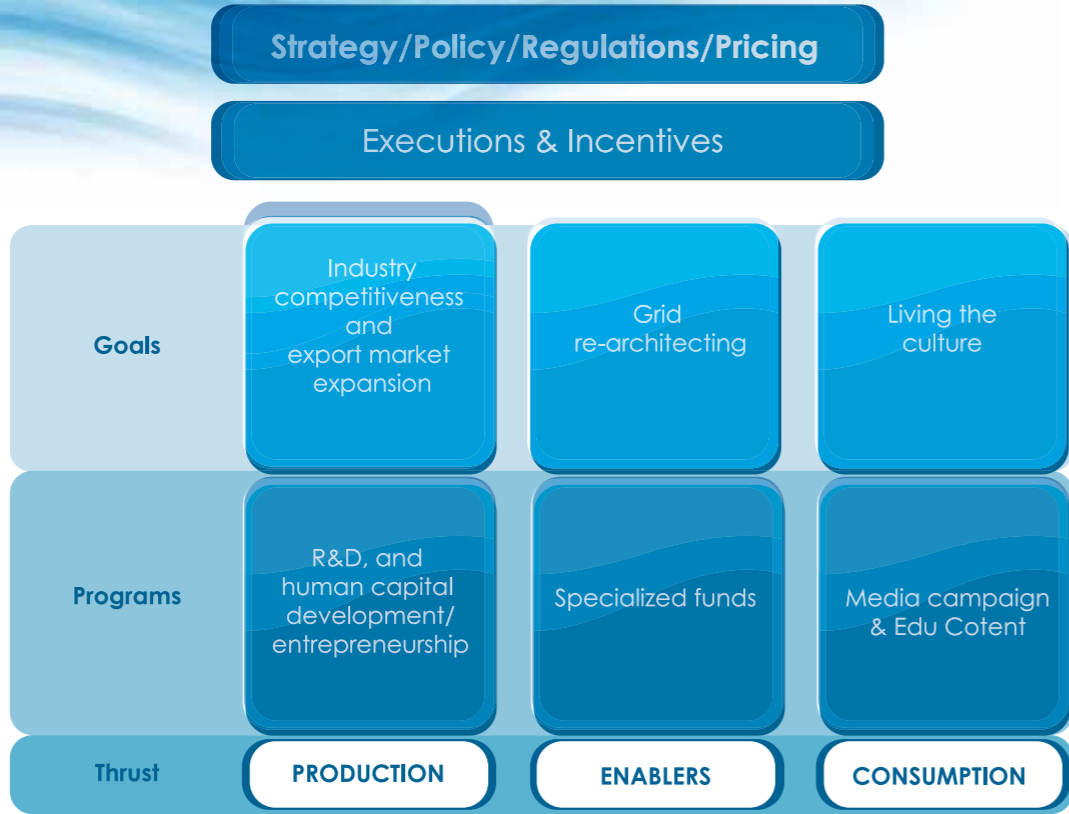 Strategy/Policy/Regulations/Pricing
Executions & Incentives
Goals
Industry
competitiveness
and
export market
expansion
Grid
re-architecting
Living the
culture
Programs
R&D, and
human capital
development/
entrepreneurship
Specialized funds
Media campaign
& Edu Cotent
Thrust
PRODUCTION
ENABLERS
CONSUMPTION